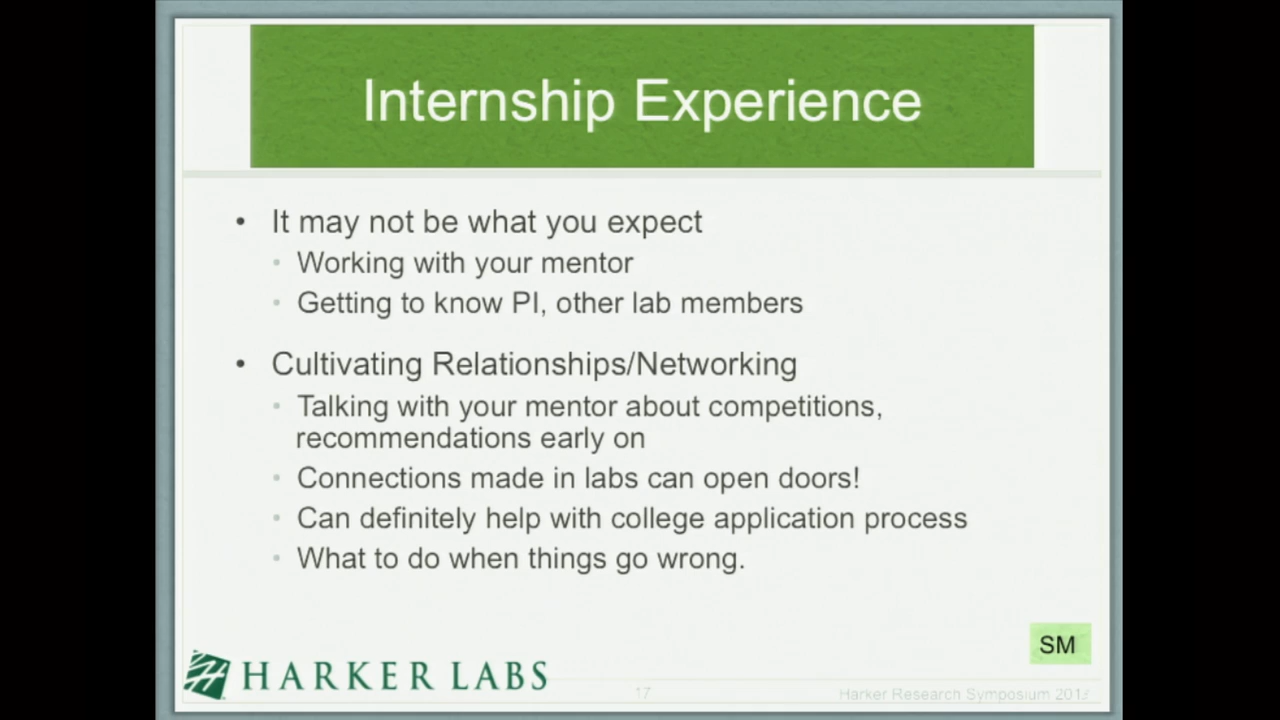 Internship Experience
• It may not be what you expect
• Working with your mentor
• Getting to know PI, other lab members
• Cultivating Relationships/Networking
• Talking with your mentor about competitions,
recommendations early on
• Connections made in labs can open doors!
• Can definitely help with college application process
• What to do when things go wrong.
SM
HARKER LABS
17
Harker Research Symposium